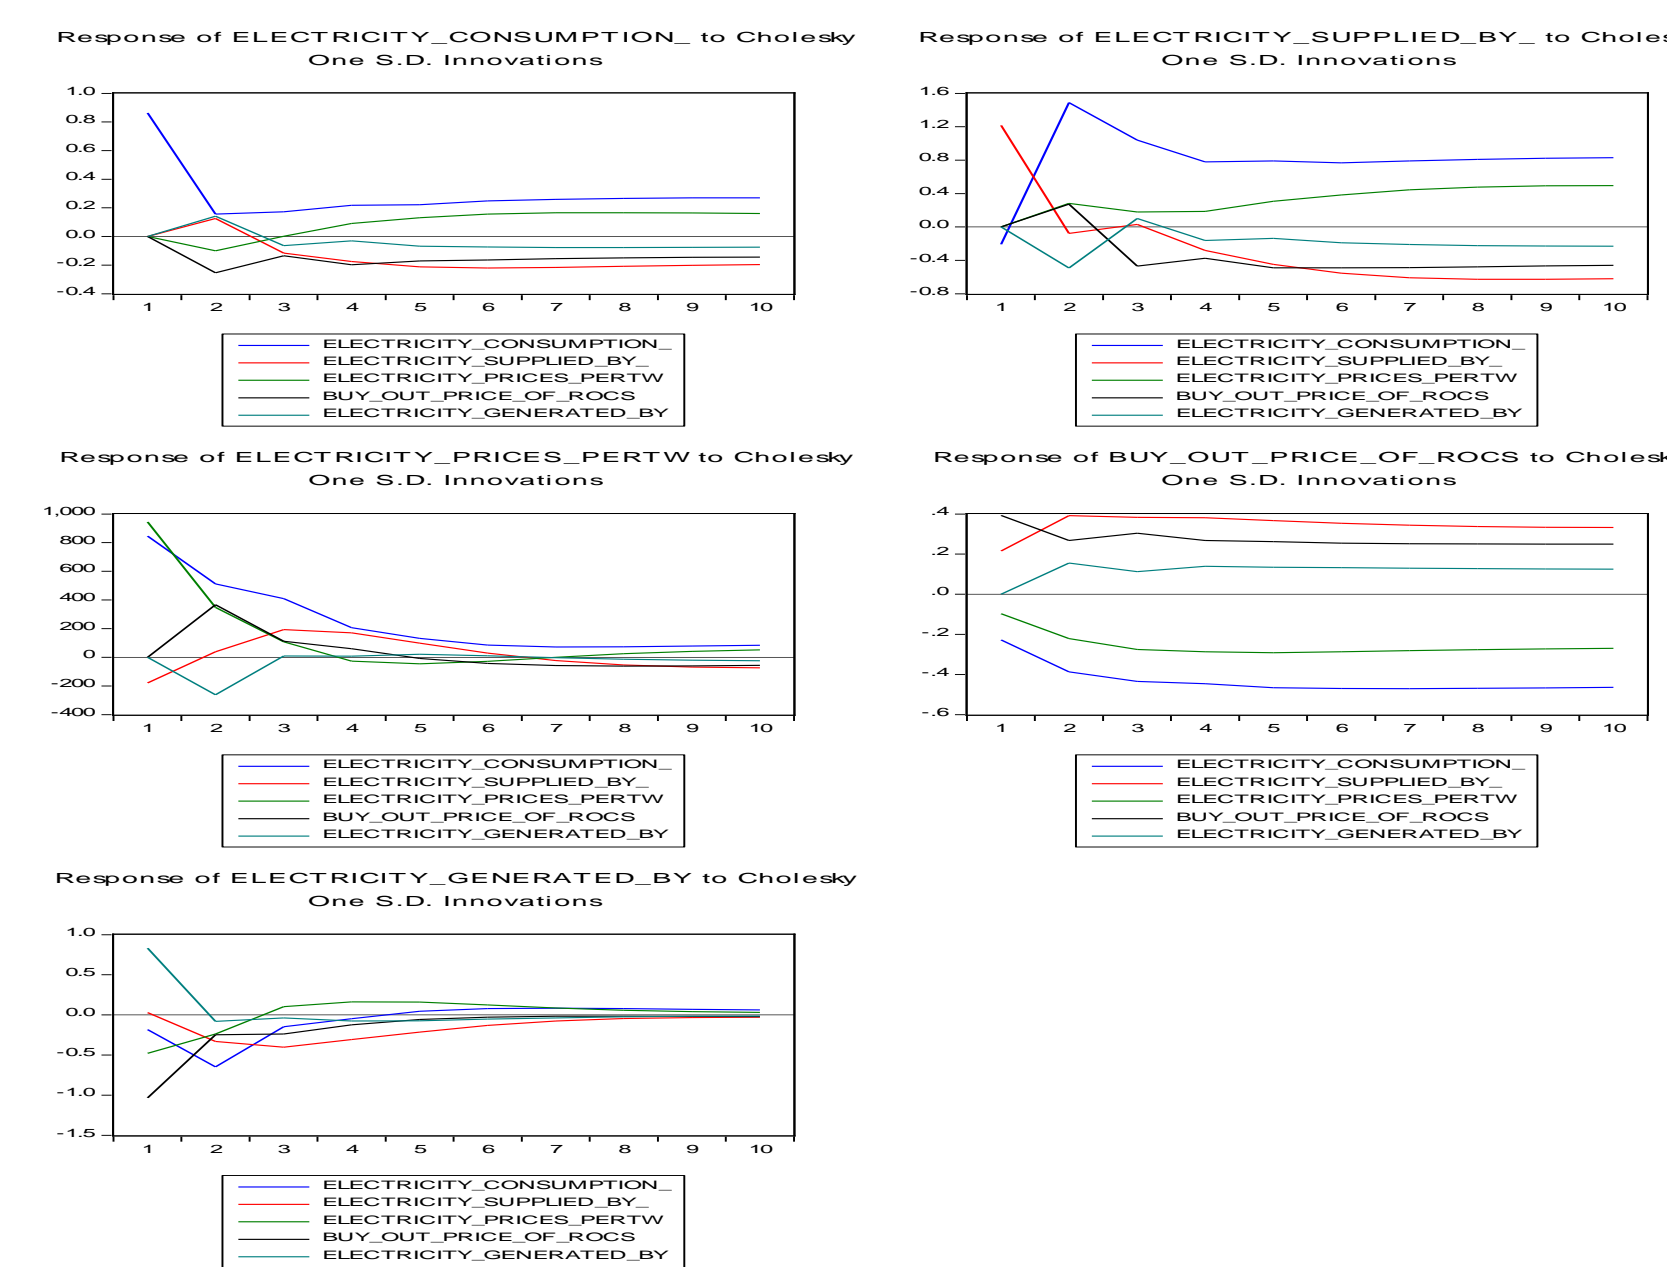 Response of ELECTRICITY_CONSUMPTION_ to Cholesky
One S.D. Innovations
1.0
0.8
0.6
0.4
0.2
0.0
-0.2
-0.4
1 2 3 4 5 6 7 8 9 10
ELECTRICITY_CONSUMPTION_
ELECTRICITY_SUPPLIED_BY_
ELECTRICITY_PRICES_PERTW
BUY_OUT_PRICE_OF_ROCS
ELECTRICITY_GENERATED_BY
Response of ELECTRICITY_SUPPLIED_BY_ to Choles
One S.D. Innovations
1.6
1.2
0.8
0.4
0.0
-0.4
-0.8
1 2 3 4 5 6 7 8 9 10
ELECTRICITY_CONSUMPTION_
ELECTRICITY_SUPPLIED_BY_
ELECTRICITY_PRICES_PERTW
BUY_OUT_PRICE_OF_ROCS
ELECTRICITY_GENERATED_BY
Response of ELECTRICITY_PRICES_PERTW to Cholesky
One S.D. Innovations
1,000
800
600
400
200
0
-200
-400
1 2 3 4 5 6 7 8 9 10
ELECTRICITY_CONSUMPTION_
ELECTRICITY_SUPPLIED_BY_
ELECTRICITY_PRICES_PERTW
BUY_OUT_PRICE_OF_ROCS
ELECTRICITY_GENERATED_BY
Response of BUY_OUT_PRICE_OF_ROCS to Cholesk
One S.D. Innovations
.4
.2
.0
-.2
-.4
-.6
1 2 3 4 5 6 7 8 9 10
ELECTRICITY_CONSUMPTION_
ELECTRICITY_SUPPLIED_BY_
ELECTRICITY_PRICES_PERTW
BUY_OUT_PRICE_OF_ROCS
ELECTRICITY_GENERATED_BY
Response of ELECTRICITY_GENERATED_BY to Cholesky
One S.D. Innovations
1.0
0.5
0.0
-0.5
-1.0
-1.5
1 2 3 4 5 6 7 8 9 10
ELECTRICITY_CONSUMPTION_
ELECTRICITY_SUPPLIED_BY_
ELECTRICITY_PRICES_PERTW
BUY_OUT_PRICE_OF_ROCS
ELECTRICITY_GENERATED_BY